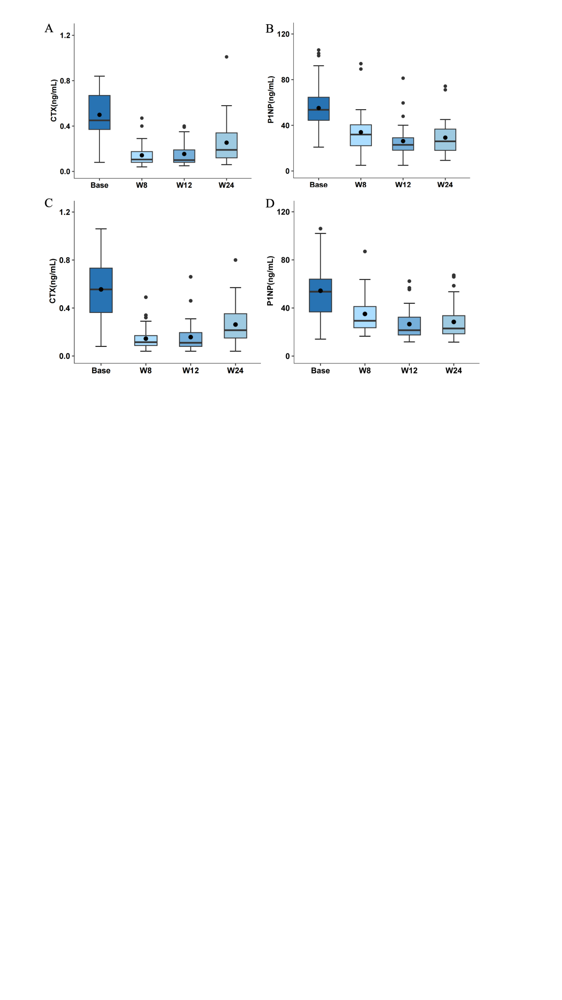 A
CTX(ng/mL)
1.2
0.8
0.4
0.0
Base W8 W12 W24
B
P1NP(ng/mL)
120
80
40
0
Base W8 W12 W24
C
CTX(ng/mL)
1.2
0.8
0.4
0.0
Base W8 W12 W24
D
P1NP(ng/mL)
120
80
40
0
Base W8 W12 W24